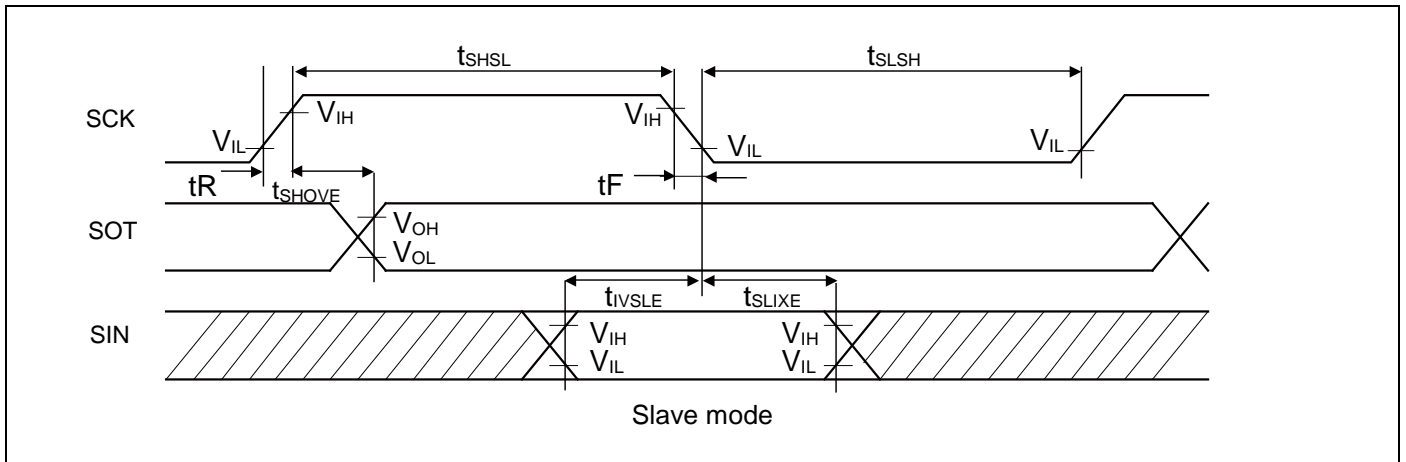 tSHSL
tSLSH
SCK
VIH
VIH
VIL
VIL
VIL
tR
tSHOVE
tF
SOT
VOH
VOL
tIVSLE
tSLIXE
SIN
VIH
VIH
VIL
VIL
Slave mode